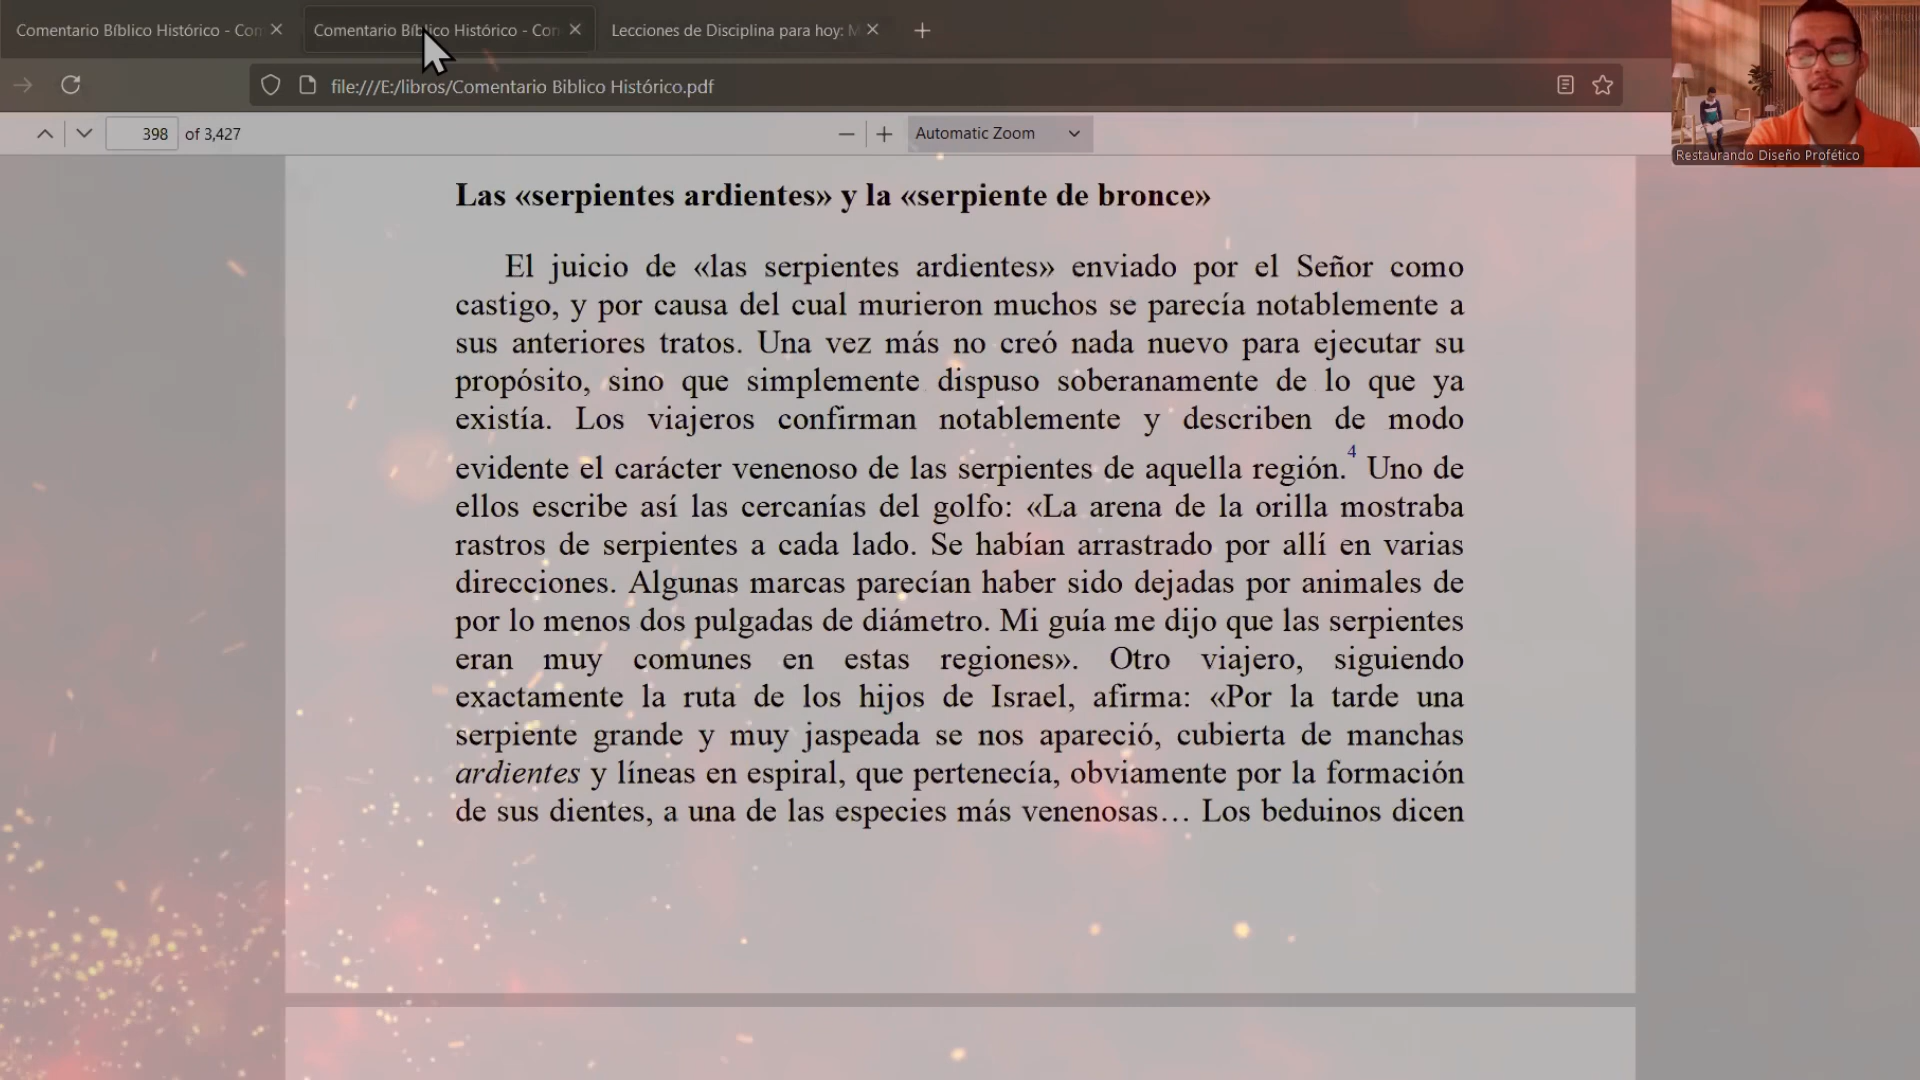 Comentario Bíblico Histórico - Con
Comentario Bíblico Histórico - Con
Lecciones de Disciplina para hoy: M
file:///E:/libros/Comentario Biblico Histórico.pdf
398 of 3,427
Automatic Zoom
Restaurando Diseño Profético
Las «serpientes ardientes» y la «serpiente de bronce»
El juicio de «las serpientes ardientes» enviado por el Señor como
castigo, y por causa del cual murieron muchos se parecía notablemente a
sus anteriores tratos. Una vez más no creó nada nuevo para ejecutar su
propósito, sino que simplemente dispuso soberanamente de lo que ya
existía. Los viajeros confirman notablemente y describen de modo
evidente el carácter venenoso de las serpientes de aquella región.4 Uno de
ellos escribe así las cercanías del golfo: «La arena de la orilla mostraba
rastros de serpientes a cada lado. Se habían arrastrado por allí en varias
direcciones. Algunas marcas parecían haber sido dejadas por animales de
por lo menos dos pulgadas de diámetro. Mi guía me dijo que las serpientes
eran muy comunes en estas regiones». Otro viajero, siguiendo
exactamente la ruta de los hijos de Israel, afirma: «Por la tarde una
serpiente grande y muy jaspeada se nos apareció, cubierta de manchas
ardientes y líneas en espiral, que pertenecía, obviamente por la formación
de sus dientes, a una de las especies más venenosas… Los beduinos dicen